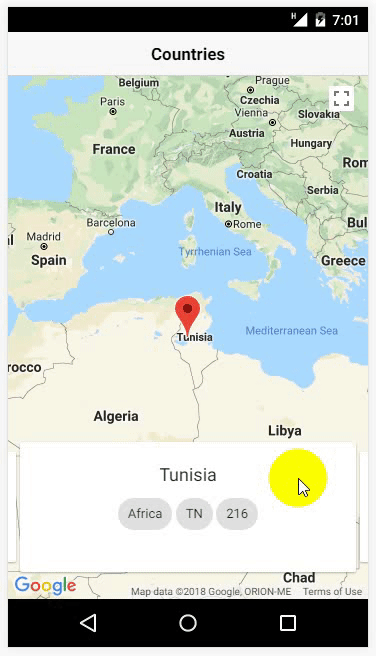 H 7:01
Countries
Belgium
Prague
Paris
Czechia
Vienna
Slovakia
France
Austria
Hungary
Croatia
Rom
Serbia
Italy
Bul
Barcelona
Rome
Madrid
Tyrrhenian Sea
Spain
Greece
Tunisia
Mediterranean Sea
rocco
Algeria
Libya
Tunisia
Africa TN 216
Chad
Google Map data ©2018 Google, ORION-ME Terms of Use